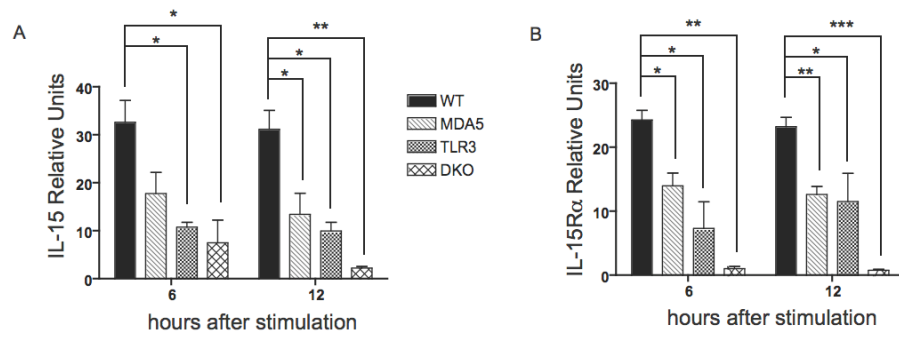 A
*
**
*
*
*
40
30
20
10
0
IL-15 Relative Units
6
12
hours after stimulation
WT
MDA5
TLR3
DKO
B
**
***
*
*
*
**
30
20
10
0
IL-15Rα Relative Units
6
12
hours after stimulation